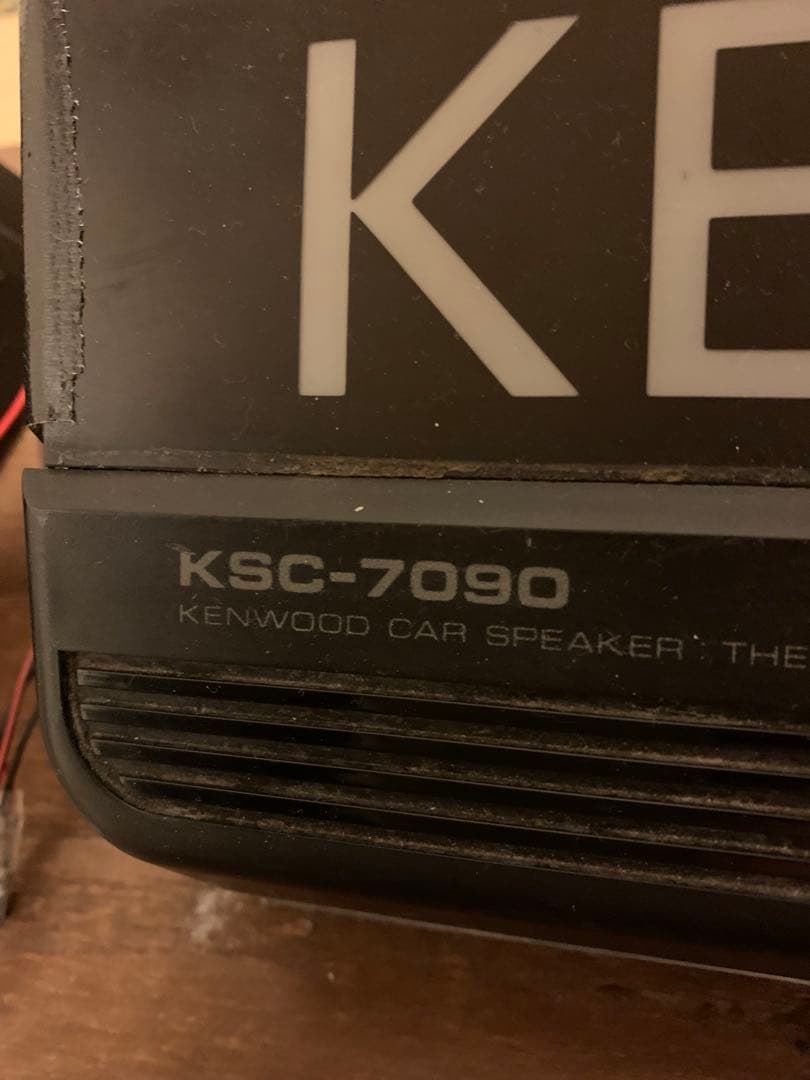 KE
KSC-7090
KENWOOD CAR SPEAKER THE